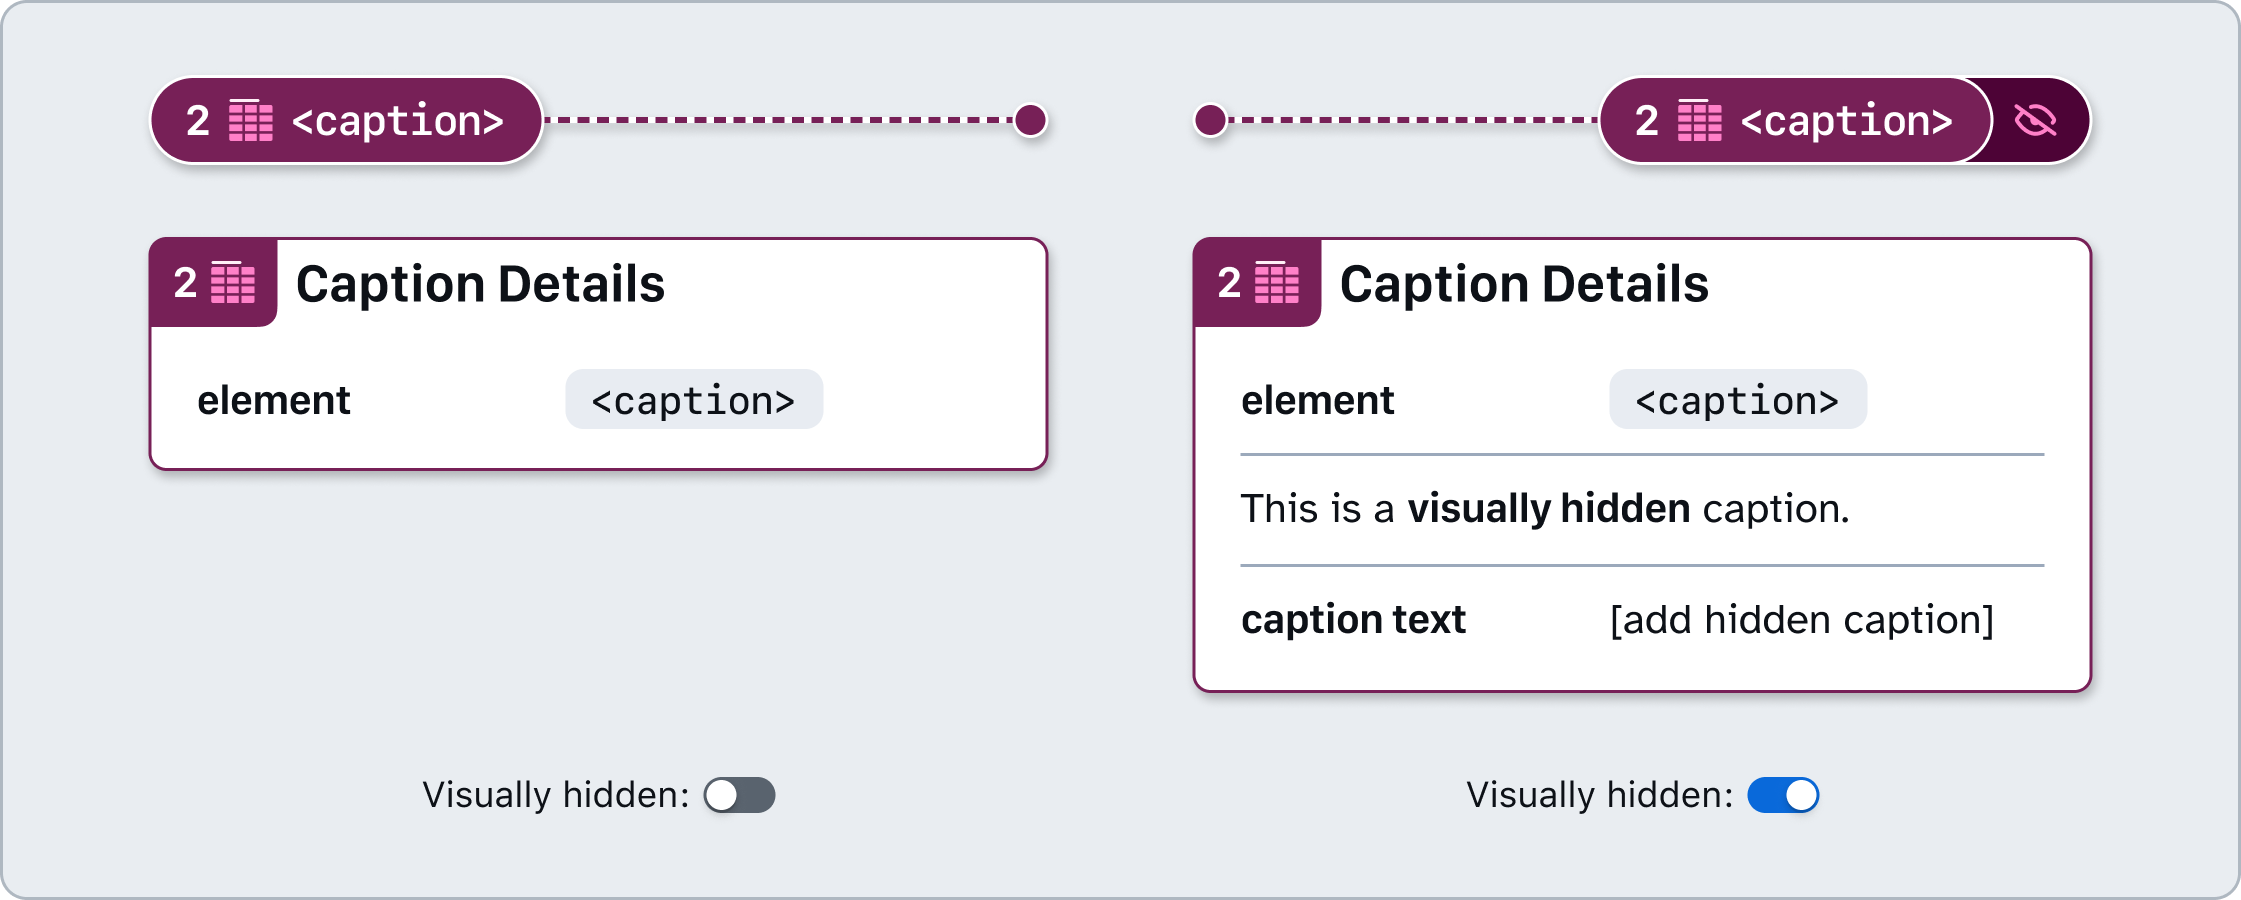 2 <caption>
2 Caption Details
element <caption>
Visually hidden:
2 <caption>
2 Caption Details
element <caption>
This is a visually hidden caption.
caption text [add hidden caption]
Visually hidden: